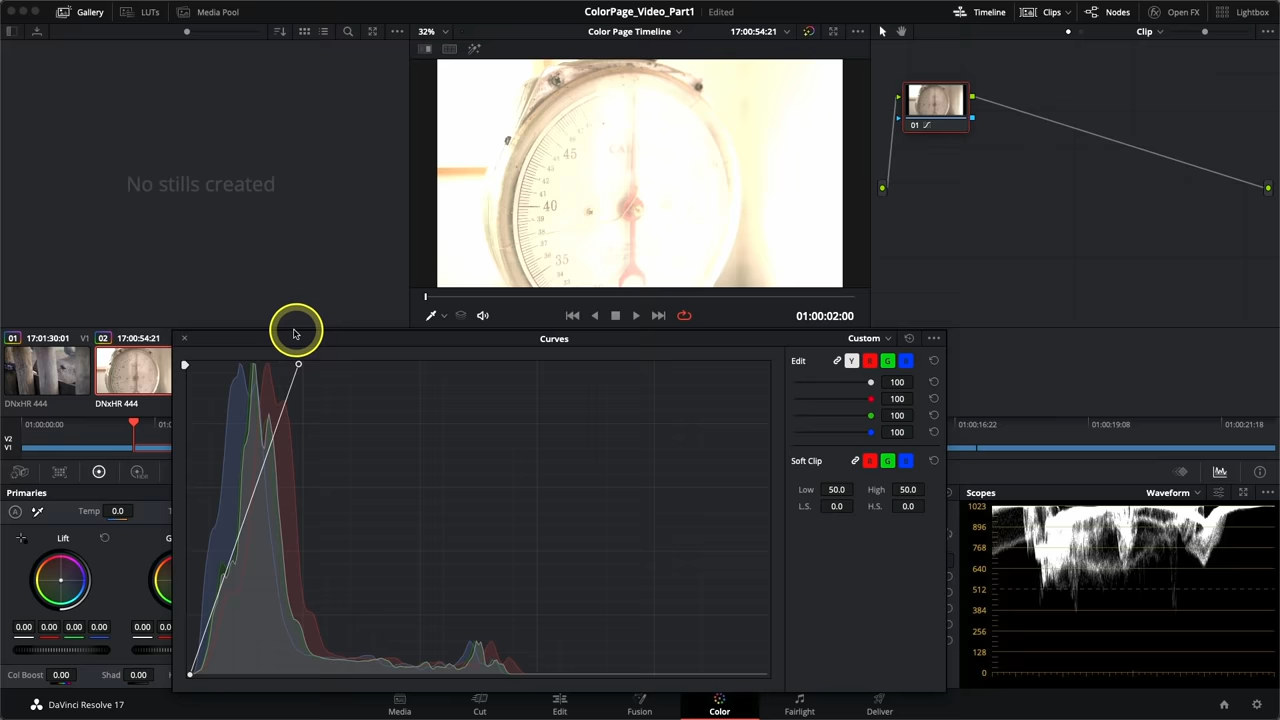 ColorPage_Video_Part1 Edited
Gallery LUTs Media Pool
Timeline Clips Nodes Open FX Lightbox
32% Color Page Timeline 17:00:54:21 Clip
No stills created
45
40
39
35
01
01:00:02:00
01 17:01:30:01 V1 02 17:00:54:21
DNxHR 444 DNxHR 444
Curves Custom
Edit Y R G B
100
100
100
100
Soft Clip R G B
Low 50.0 High 50.0
L.S. 0.0 H.S. 0.0
01:00:00:00 01:00:16:22 01:00:19:08 01:00:21:18
V2
V1
Primaries
A Temp 0.0
Lift
0.00 0.00 0.00 0.00 0.00
Col Boost 0.00 Shad 0.00
Scopes Waveform
1023
896
768
640
512
384
256
128
0
DaVinci Resolve 17
Media Cut Edit Fusion Color Fairlight Deliver